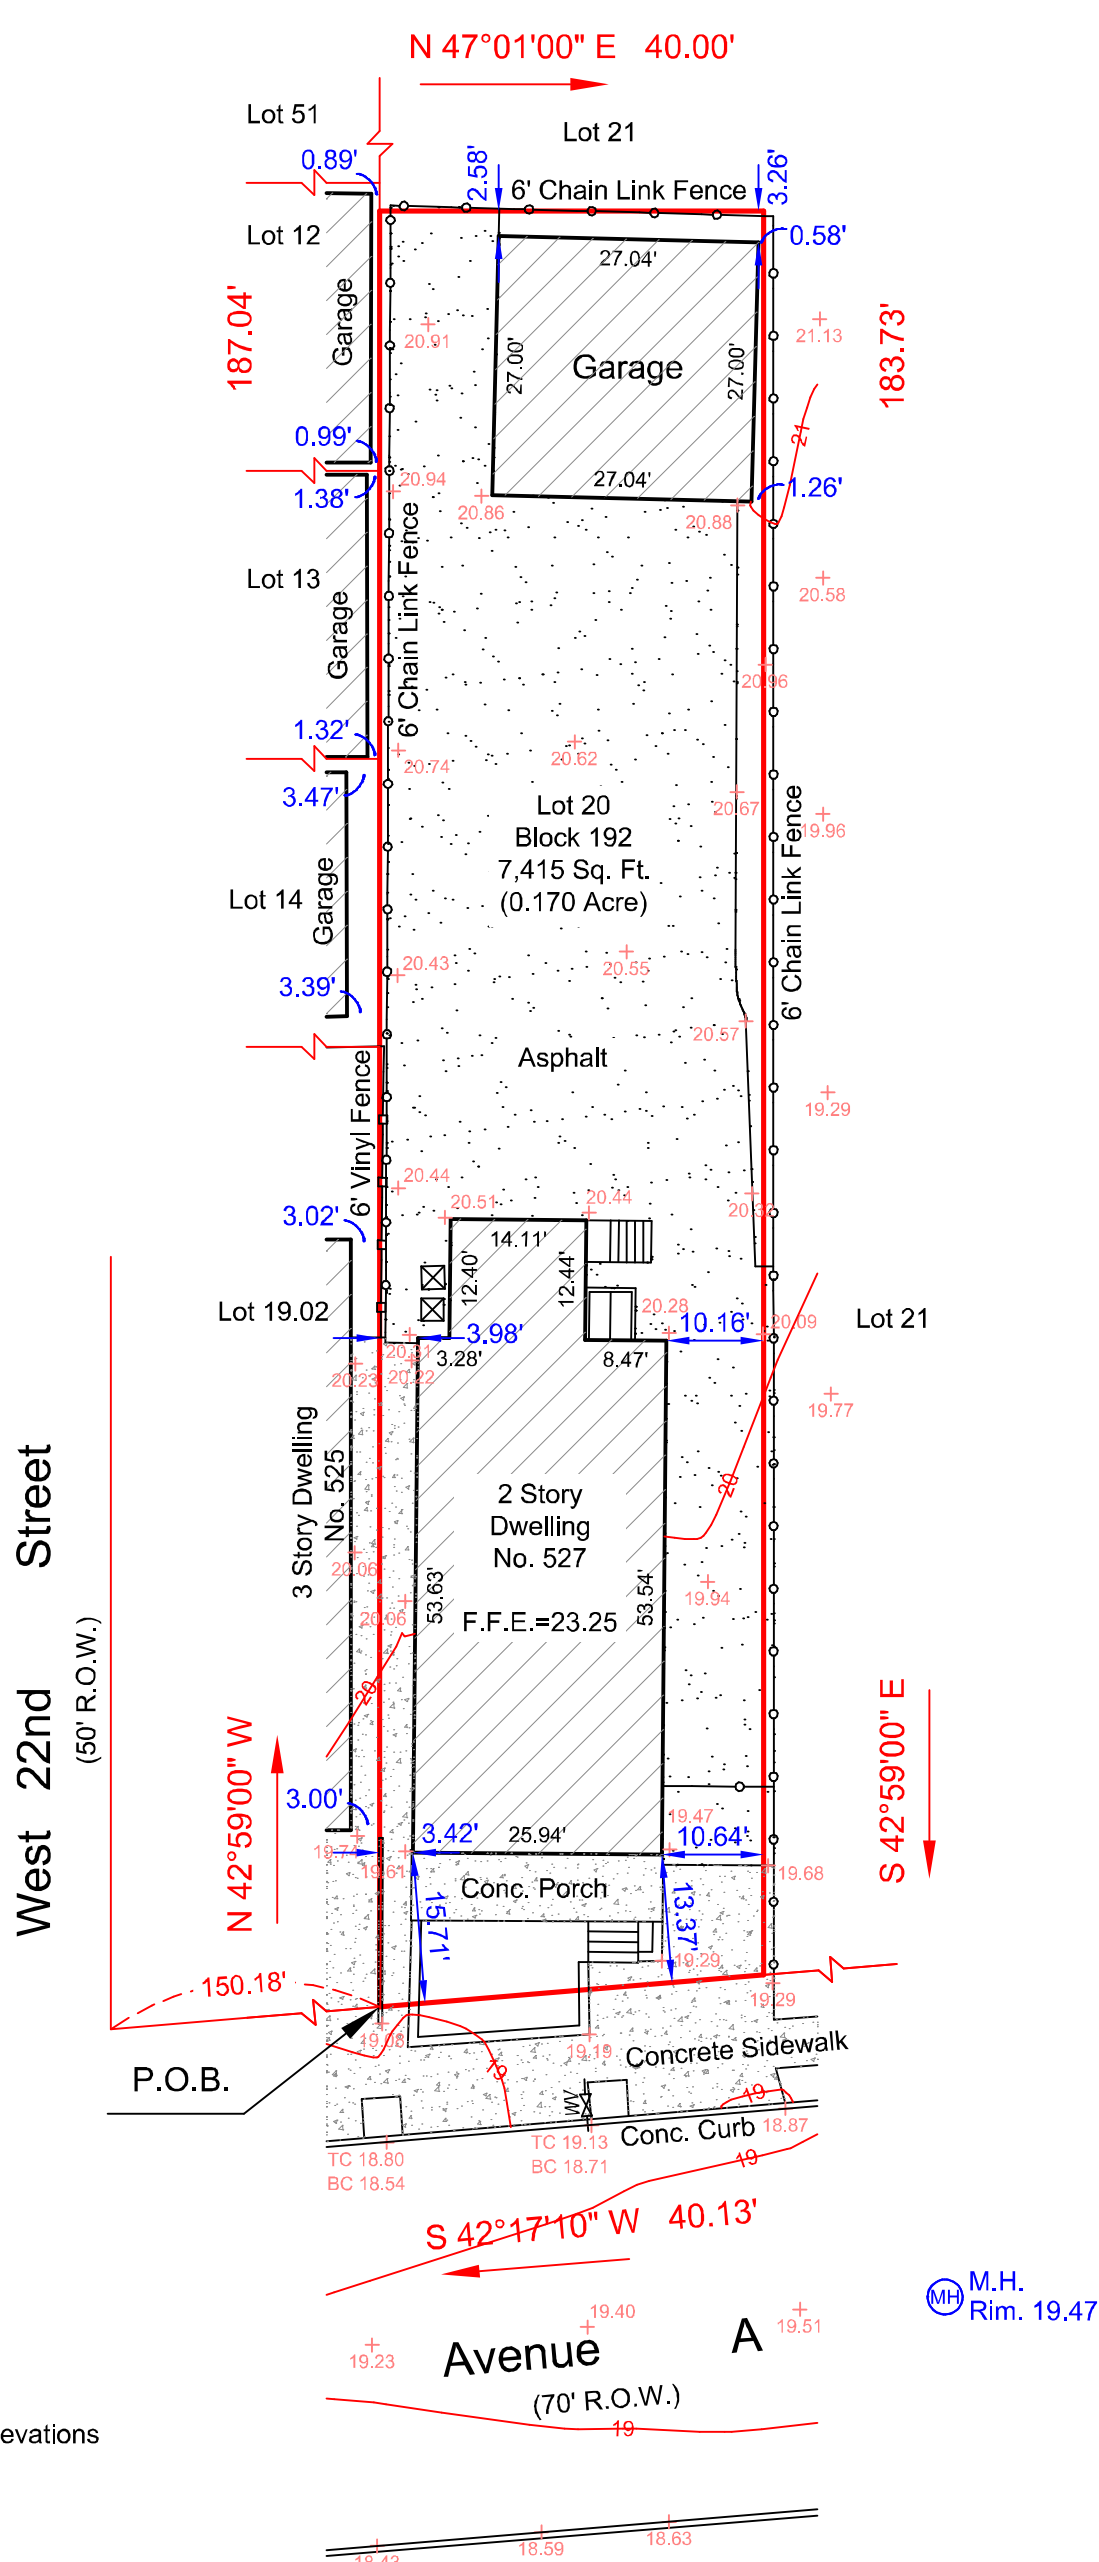 N 47°01'00" E 40.00'
Lot 51
Lot 21
0.89'
2.58'
6' Chain Link Fence
3.26'
Lot 12
0.58'
27.04'
Garage
187.04'
20.91
27.00'
Garage
27.00'
21.13
183.73'
21
0.99'
1.38'
20.94
20.86
27.04'
20.88
1.26'
6' Chain Link Fence
Lot 13
Garage
20.58
20.96
1.32'
20.74
20.62
3.47'
Lot 20
Block 192
7,415 Sq. Ft.
(0.170 Acre)
20.67
19.96
6' Chain Link Fence
Lot 14
Garage
20.43
20.55
3.39'
20.57
Asphalt
6' Vinyl Fence
19.29
20.44
20.51
20.44
3.02'
14.11'
12.40'
12.44'
Lot 19.02
3.98'
20.28
10.16'
20.09
Lot 21
20.22
3.28'
8.47'
20.23
19.77
3 Story Dwelling
No. 525
20
2 Story
Dwelling
No. 527
F.F.E.=23.25
53.63'
53.54'
19.94
20.06
20.06
20
West 22nd Street
(50' R.O.W.)
N 42°59'00" W
S 42°59'00" E
3.00'
19.74
3.42'
25.94'
19.47
10.64'
19.61
19.68
Conc. Porch
15.71'
13.37'
19.29
19.29
150.18'
P.O.B.
19.08
19.19
Concrete Sidewalk
19
WV
19
18.87
Conc. Curb
TC 18.80
BC 18.54
TC 19.13
BC 18.71
19
S 42°17'10" W 40.13'
MH
M.H.
Rim. 19.47
19.40
19.51
19.23
Avenue A
(70' R.O.W.)
19
evations
18.59
18.63